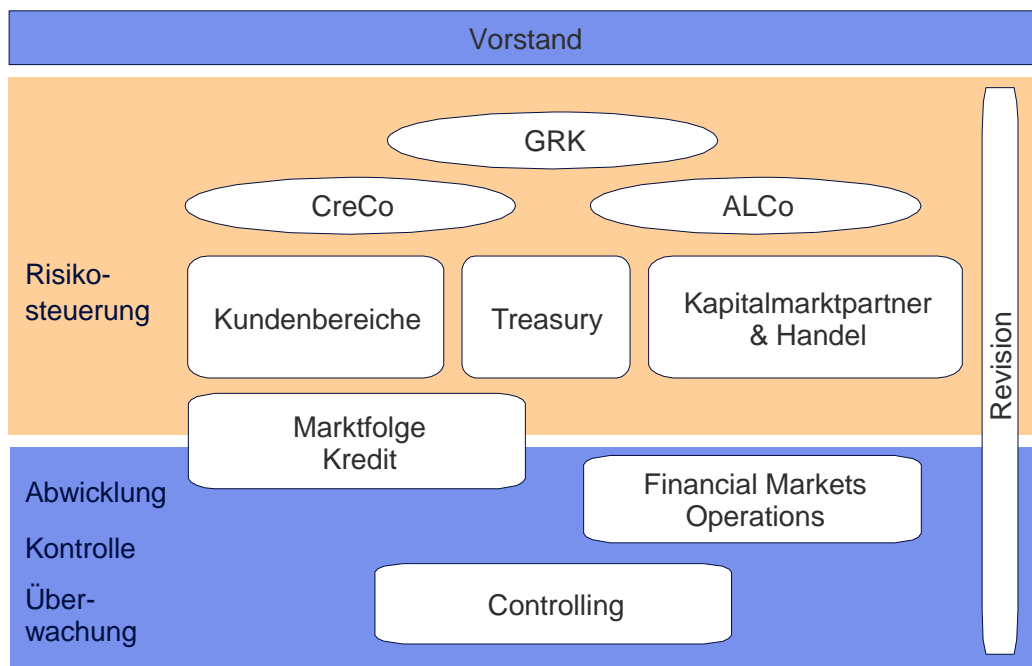 Vorstand
GRK
CreCo
ALCo
Risiko-
steuerung
Kundenbereiche
Treasury
Kapitalmarktpartner
& Handel
Revision
Marktfolge
Kredit
Abwicklung
Financial Markets
Operations
Kontrolle
Über-
wachung
Controlling